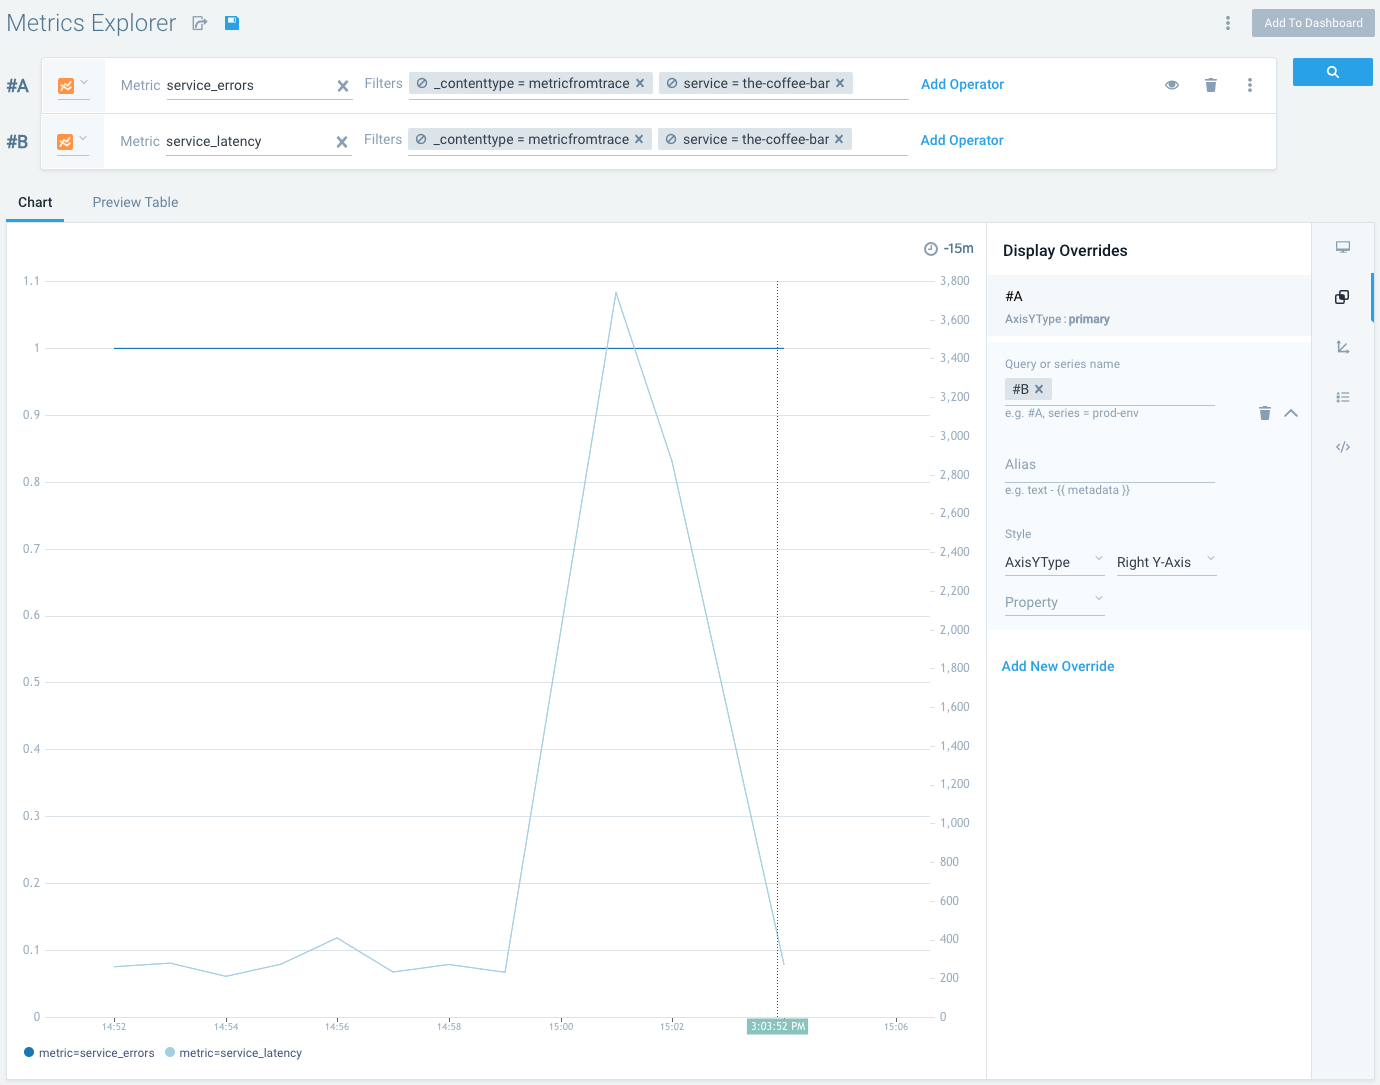 Metrics Explorer
Add To Dashboard
#A Metric service_errors Filters _contenttype = metricfromtrace service = the-coffee-bar Add Operator
#B Metric service_latency Filters _contenttype = metricfromtrace service = the-coffee-bar Add Operator
Chart Preview Table
-15m
1.1
1
0.9
0.8
0.7
0.6
0.5
0.4
0.3
0.2
0.1
0
3,800
3,600
3,400
3,200
3,000
2,800
2,600
2,400
2,200
2,000
1,800
1,600
1,400
1,200
1,000
800
600
400
200
0
14:52 14:54 14:56 14:58 15:00 15:02 3:03:52 PM 15:06
metric=service_errors metric=service_latency
Display Overrides
#A
AxisYType : primary
Query or series name
#B
e.g. #A, series = prod-env
Alias
e.g. text - {{ metadata }}
Style
AxisYType Right Y-Axis
Property
Add New Override